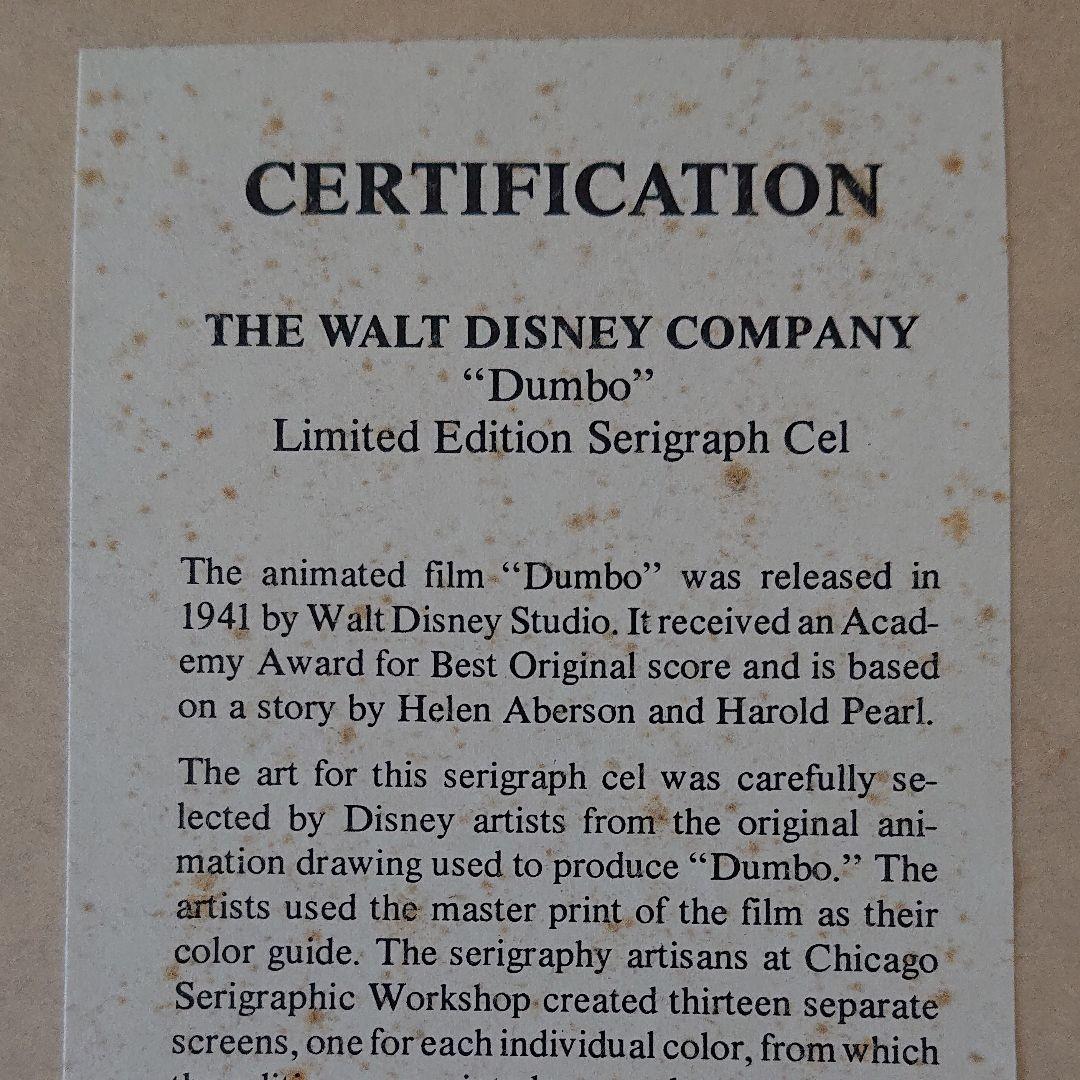 CERTIFICATION
THE WALT DISNEY COMPANY
“Dumbo”
Limited Edition Serigraph Cel
The animated film “Dumbo” was released in
1941 by Walt Disney Studio. It received an Acad-
emy Award for Best Original score and is based
on a story by Helen Aberson and Harold Pearl.
The art for this serigraph cel was carefully se-
lected by Disney artists from the original ani-
mation drawing used to produce “Dumbo.” The
artists used the master print of the film as their
color guide. The serigraphy artisans at Chicago
Serigraphic Workshop created thirteen separate
screens, one for each individual color, from which